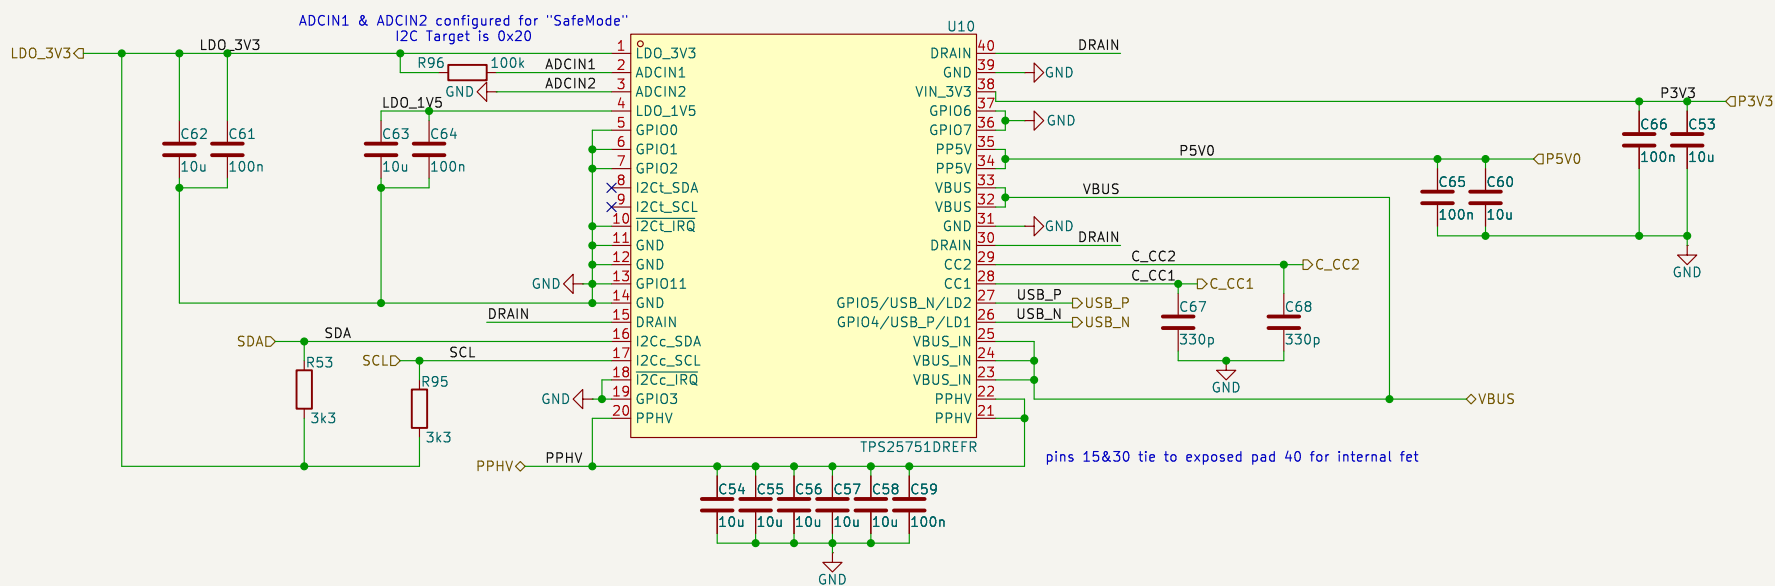 ADCIN1 & ADCIN2 configured for "SafeMode"
I2C Target is 0x20
U10
LDO_3V3
LDO_3V3
R96
100k
ADCIN1
GND
ADCIN2
LDO_1V5
C62
10u
C61
100n
C63
10u
C64
100n
GND
DRAIN
SDA
SDA
R53
3k3
SCL
SCL
R95
3k3
GND
PPHV
PPHV
1 LDO_3V3
2 ADCIN1
3 ADCIN2
4 LDO_1V5
5 GPIO0
6 GPIO1
7 GPIO2
8 I2Ct_SDA
9 I2Ct_SCL
10 I2Ct_IRQ
11 GND
12 GND
13 GPIO11
14 GND
15 DRAIN
16 I2Cc_SDA
17 I2Cc_SCL
18 I2Cc_IRQ
19 GPIO3
20 PPHV
DRAIN 40
GND 39
VIN_3V3 38
GPIO6 37
GPIO7 36
PP5V 35
PP5V 34
VBUS 33
VBUS 32
GND 31
DRAIN 30
CC2 29
CC1 28
GPIO5/USB_N/LD2 27
GPIO4/USB_P/LD1 26
VBUS_IN 25
VBUS_IN 24
VBUS_IN 23
PPHV 22
PPHV 21
TPS25751DREFR
DRAIN
GND
GND
P5V0
VBUS
GND
DRAIN
C_CC2
C_CC2
C_CC1
C_CC1
USB_P
USB_P
USB_N
USB_N
C67
330p
C68
330p
GND
VBUS
P3V3
P3V3
C66
100n
C53
10u
P5V0
C65
100n
C60
10u
GND
pins 15&30 tie to exposed pad 40 for internal fet
C54
10u
C55
10u
C56
10u
C57
10u
C58
10u
C59
100n
GND